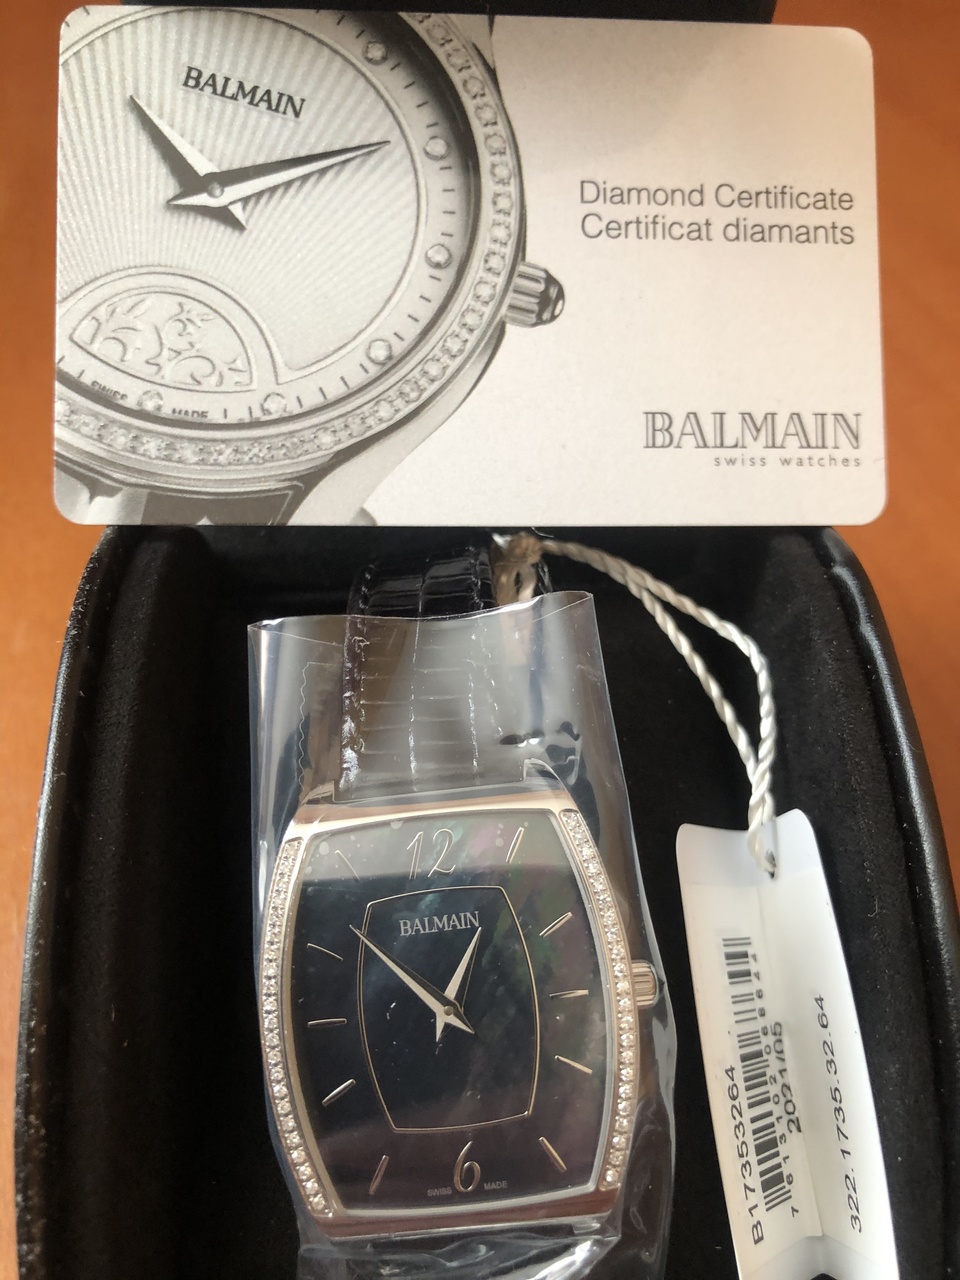 BALMAIN
SWISS MADE
Diamond Certificate
Certificat diamants
BALMAIN
swiss watches
12
BALMAIN
6
SWISS MADE
B17353264
2021/05
322.1735.32.64